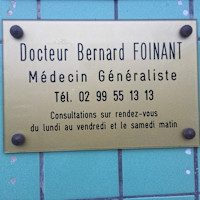 Docteur Bernard FOINANT
Médecin Généraliste
Tél. 02 99 55 13 13
Consultations sur rendez-vous
du lundi au vendredi et le samedi matin